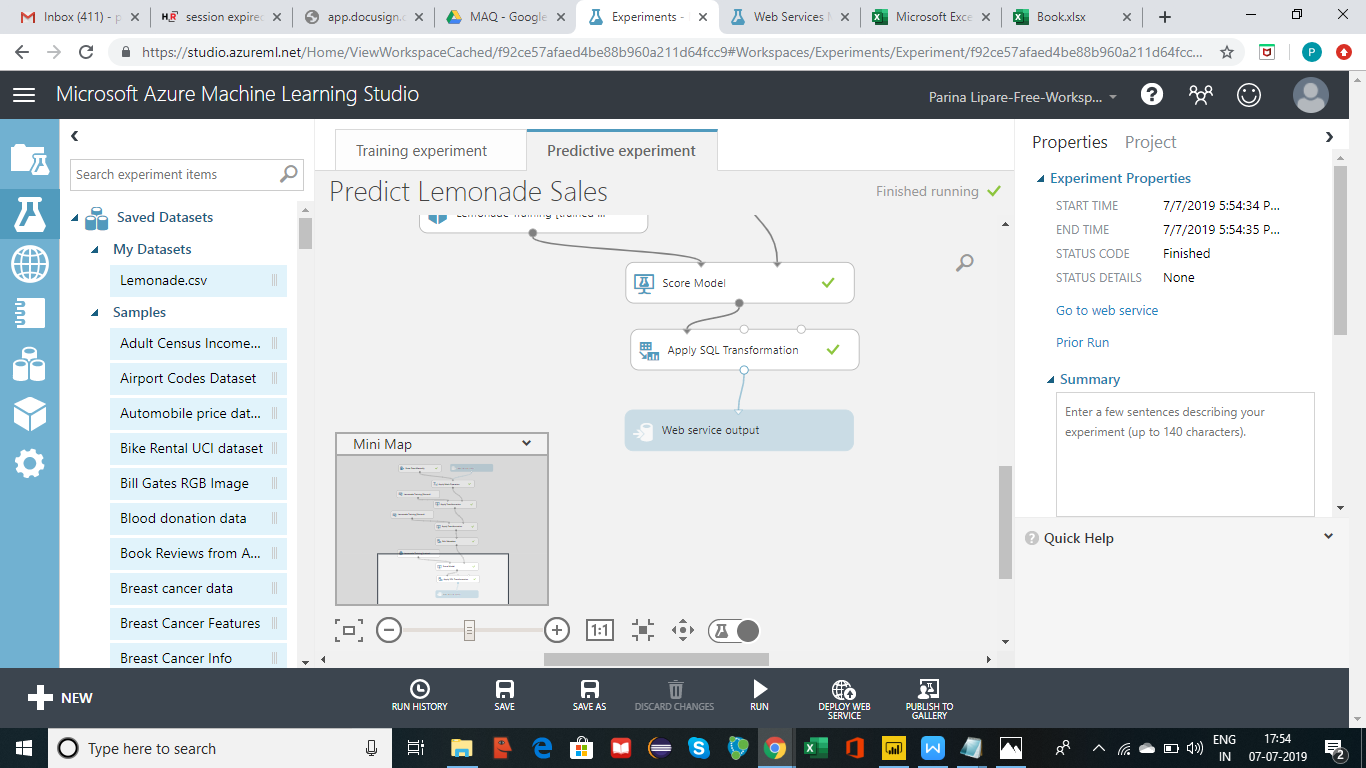 Inbox (411) - p
session expired
app.docusign.c
MAQ - Google
Experiments -
Web Services M
Microsoft Exce
Book.xlsx
https://studio.azureml.net/Home/ViewWorkspaceCached/f92ce57afaed4be88b960a211d64fcc9#Workspaces/Experiments/Experiment/f92ce57afaed4be88b960a211d64fcc...
P
Microsoft Azure Machine Learning Studio
Parina Lipare-Free-Worksp...
Search experiment items
Saved Datasets
My Datasets
Lemonade.csv
Samples
Adult Census Income...
Airport Codes Dataset
Automobile price dat...
Bike Rental UCI dataset
Bill Gates RGB Image
Blood donation data
Book Reviews from A...
Breast cancer data
Breast Cancer Features
Breast Cancer Info
Training experiment
Predictive experiment
Predict Lemonade Sales
Finished running
Lemonade Training [trained ...
Score Model
Apply SQL Transformation
Web service output
Mini Map
1:1
Properties
Project
Experiment Properties
START TIME 7/7/2019 5:54:34 P...
END TIME 7/7/2019 5:54:35 P...
STATUS CODE Finished
STATUS DETAILS None
Go to web service
Prior Run
Summary
Enter a few sentences describing your
experiment (up to 140 characters).
Quick Help
NEW
RUN HISTORY
SAVE
SAVE AS
DISCARD CHANGES
RUN
DEPLOY WEB
SERVICE
PUBLISH TO
GALLERY
Type here to search
ENG
IN
17:54
07-07-2019
2